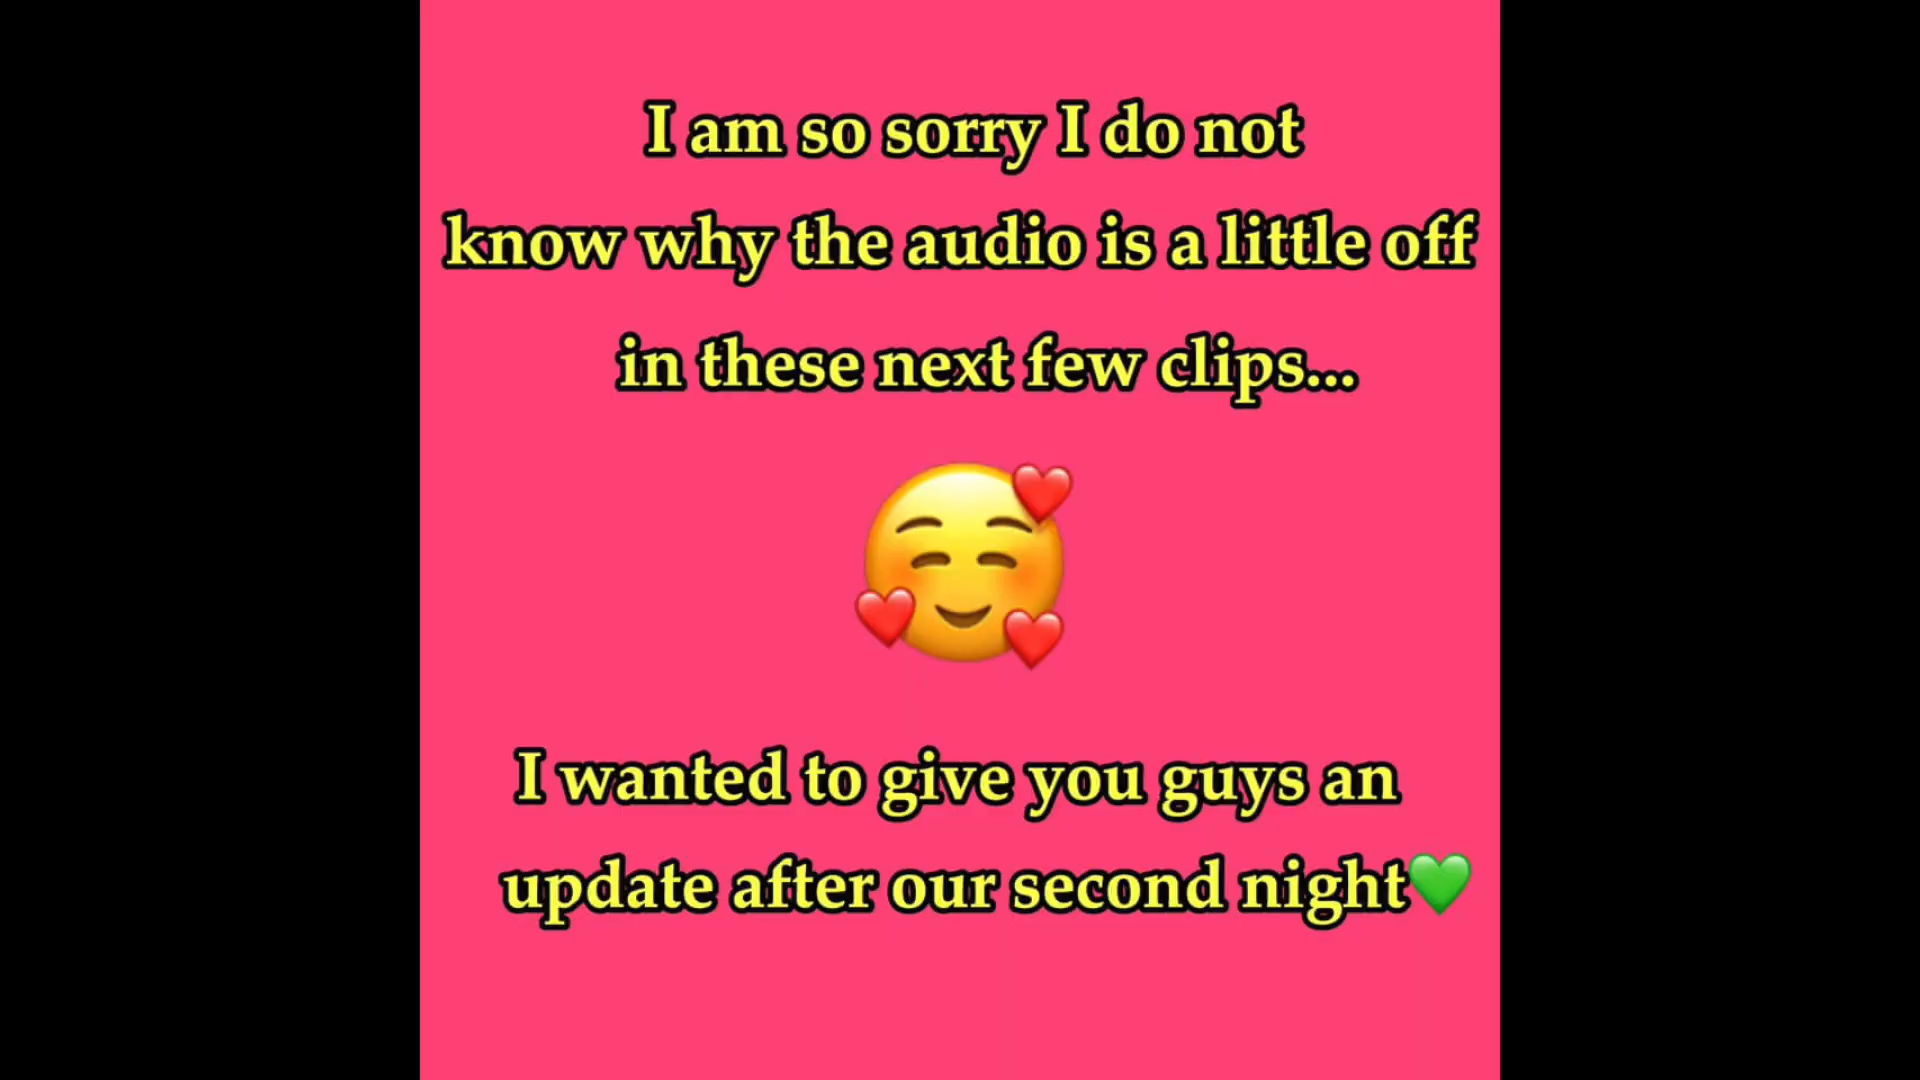 I am so sorry I do not
know why the audio is a little off
in these next few clips...
I wanted to give you guys an
update after our second night💚